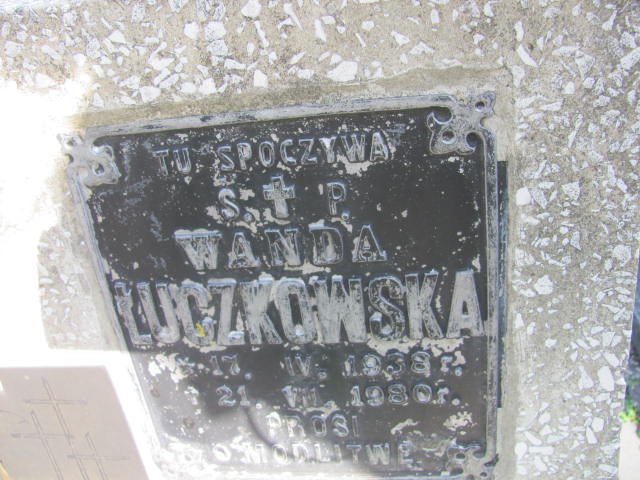 TU SPOCZYWA
Ś. † P.
WANDA
ŁUCZKOWSKA
17. IV. 1938 r.
21. VII. 1980 r.
PROSI
O MODLITWĘ